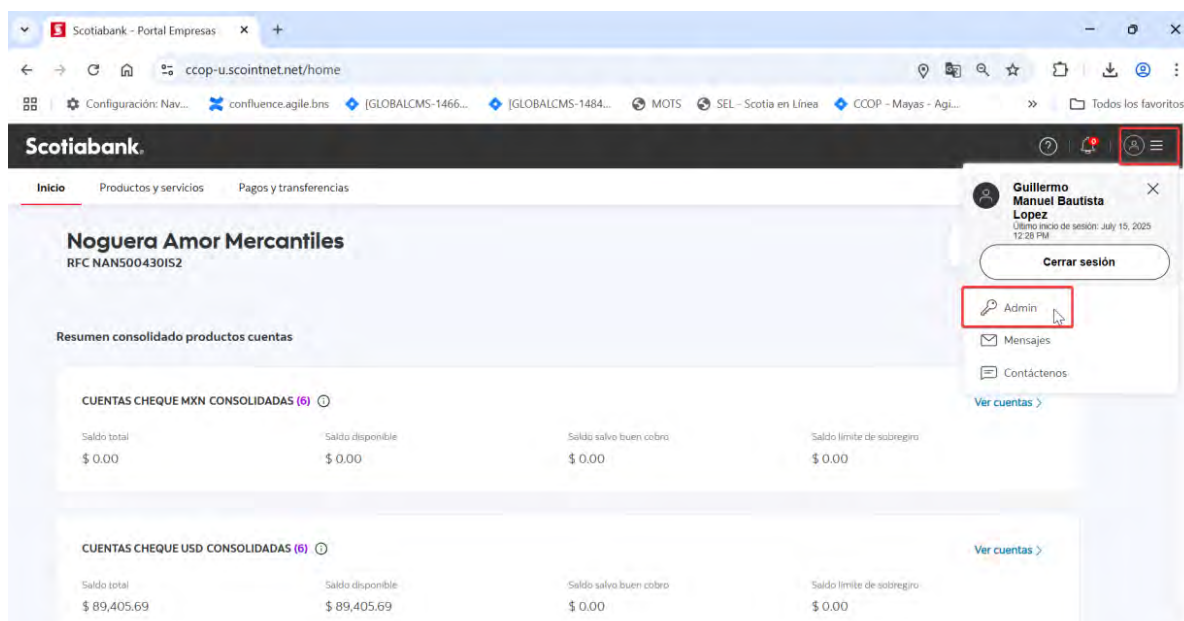 Scotiabank - Portal Empresas
ccop-u.scointnet.net/home
Configuración: Nav... confluence.agile.bns [GLOBALCMS-1466... [GLOBALCMS-1484... MOTS SEL - Scotia en Línea CCOP - Mayas - Agi... » Todos los favoritos
Scotiabank.
Inicio Productos y servicios Pagos y transferencias
Guillermo
Manuel Bautista
Lopez
Último inicio de sesión: July 15, 2025
12:28 PM
Cerrar sesión
Admin
Mensajes
Contáctenos
Noguera Amor Mercantiles
RFC NAN500430IS2
Resumen consolidado productos cuentas
CUENTAS CHEQUE MXN CONSOLIDADAS (6)
Ver cuentas >
Saldo total Saldo disponible Saldo salvo buen cobro Saldo límite de sobregiro
$ 0.00 $ 0.00 $ 0.00 $ 0.00
CUENTAS CHEQUE USD CONSOLIDADAS (6)
Ver cuentas >
Saldo total Saldo disponible Saldo salvo buen cobro Saldo límite de sobregiro
$ 89,405.69 $ 89,405.69 $ 0.00 $ 0.00